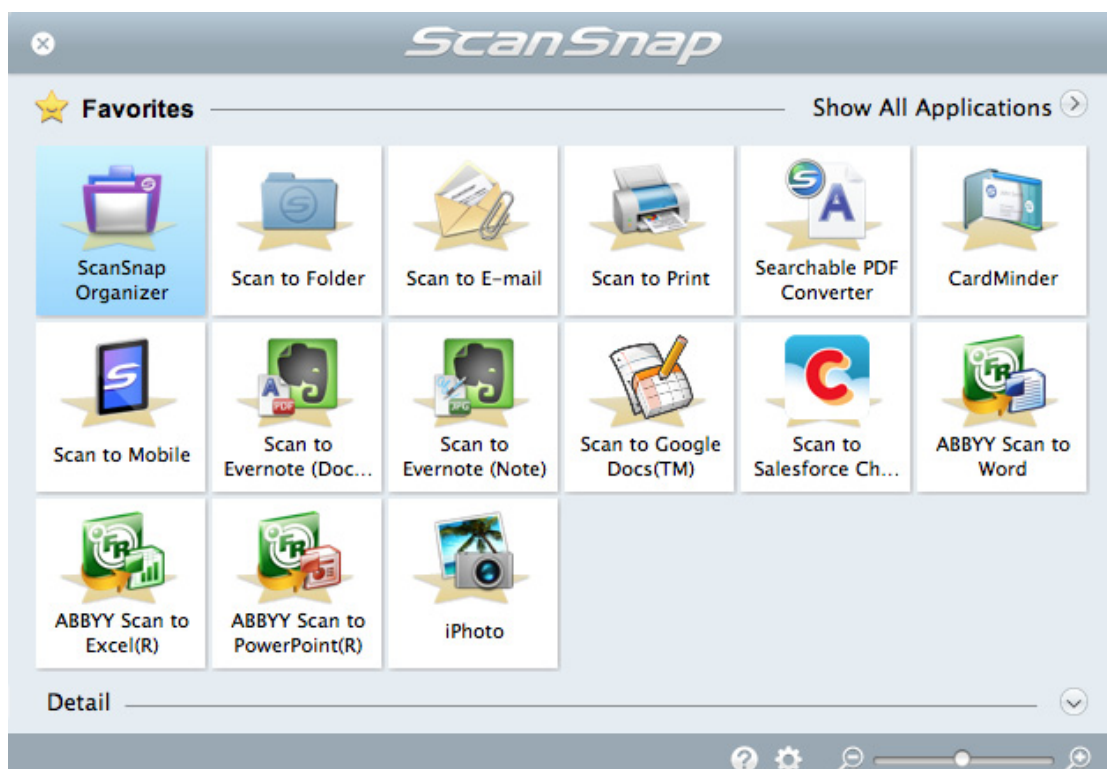 ScanSnap
Favorites
Show All Applications
ScanSnap
Organizer
Scan to Folder
Scan to E-mail
Scan to Print
Searchable PDF
Converter
CardMinder
Scan to Mobile
Scan to
Evernote (Doc...
Scan to
Evernote (Note)
Scan to Google
Docs(TM)
Scan to
Salesforce Ch...
ABBYY Scan to
Word
ABBYY Scan to
Excel(R)
ABBYY Scan to
PowerPoint(R)
iPhoto
Detail